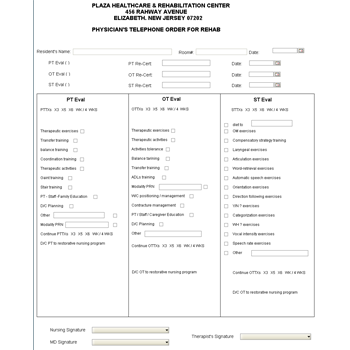 PLAZA HEALTHCARE & REHABILITATION CENTER
456 RAHWAY AVENUE
ELIZABETH, NEW JERSEY 07202
PHYSICIAN'S TELEPHONE ORDER FOR REHAB
Resident's Name Room# Date
PT Eval ( ) PT Re-Cert Date
OT Eval ( ) OT Re-Cert: Date:
ST Eval ( ) ST Re-Cert: Date:
PT Eval
PTTXs X3 X5 X6 WK / 4 WKS
Therapeutic exercises
Transfer training
Balance training
Coordination training
Therapeutic activities
Gaint training
Stair training
PT / Staff /Family Education
D/C Planning
Other
Modality PRN
Continue PTTXs X3 X5 X6 WK / 4 WKS
D/C PT to restorative nursing program
OT Eval
OTTXs X3 X5 X6 WK / 4 WKS
Therapeutic exercises
Therapeutic activities
Activities tolerance
Balance training
Transfer training
ADLs training
Modality PRN
W/C positioning / management
Contracture management
PT / Staff / Caregiver Education
D/C Planning
Other
Continue OTTXs X3 X5 X6 WK / 4 WKS
D/C OT to restorative nursing program
ST Eval
STTXs X3 X5 X6 WK / 4 WKS
diet to
OM exercises
Compensation strategy training
Laryngeal exercises
Articulation exercises
Word-retrieval exercises
Automatic speech exercises
Orientation exercises
Direction following exercises
Y/N T exercises
Categorization exercises
WH T exercises
Vocal intensity exercises
Speech rate exercises
Other
Continue OTTXs X3 X5 X6 WK / 4 WKS
D/C OT to restorative nursing program
Nursing Signature
Therapist's Signature
MD Signature